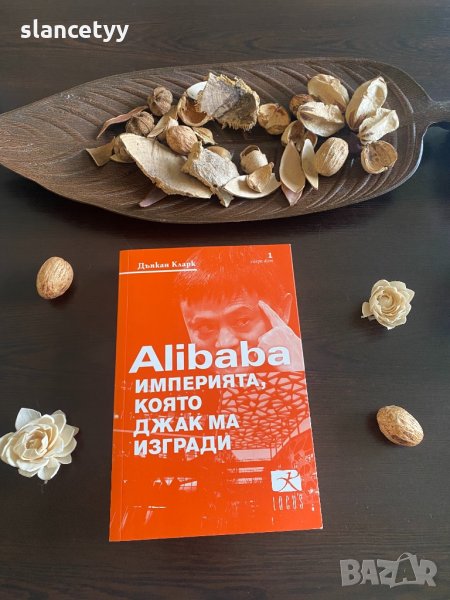 slancetyy
Дънкан Кларк
1
Alibaba
ИМПЕРИЯТА,
КОЯТО
ДЖАК МА
ИЗГРАДИ
LOCUS
BAZAR